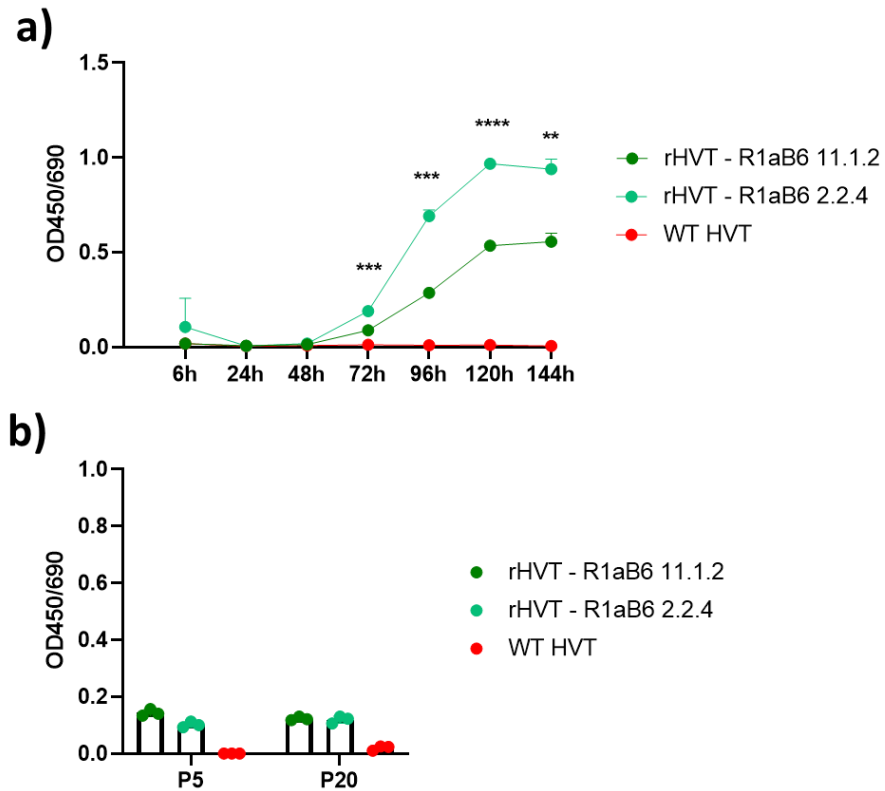 a)
1.5
1.0
0.5
0.0
OD450/690
***
***
****
**
6h 24h 48h 72h 96h 120h 144h
rHVT - R1aB6 11.1.2
rHVT - R1aB6 2.2.4
WT HVT
b)
1.0
0.8
0.6
0.4
0.2
0.0
OD450/690
P5 P20
rHVT - R1aB6 11.1.2
rHVT - R1aB6 2.2.4
WT HVT